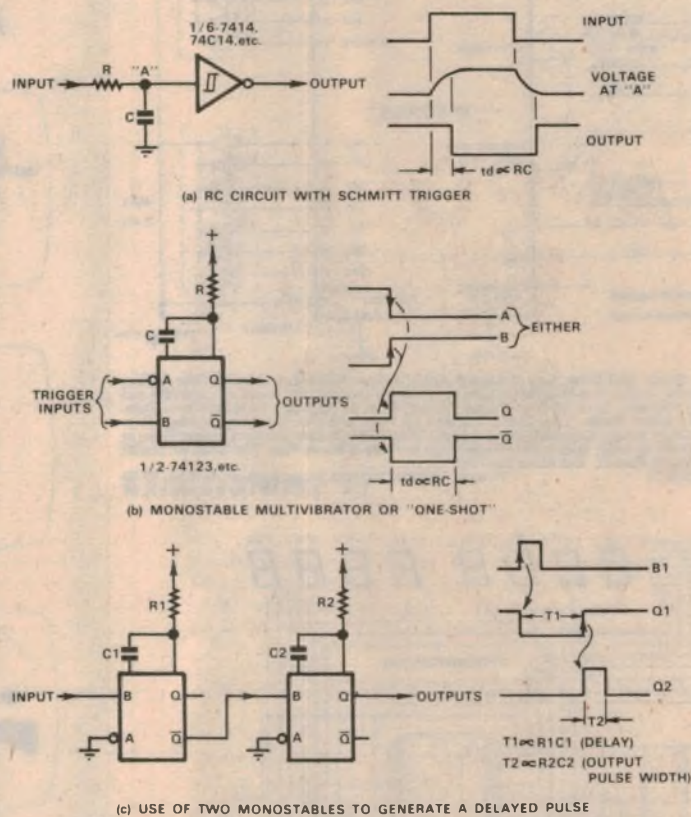 1/6-7414,
74C14, etc.
INPUT
R
"A"
C
OUTPUT
INPUT
VOLTAGE
AT "A"
OUTPUT
td ∝ RC
(a) RC CIRCUIT WITH SCHMITT TRIGGER
+
R
C
TRIGGER
INPUTS
A
B
Q
Q̅
OUTPUTS
1/2-74123, etc.
A
B
EITHER
Q
Q̅
td∝RC
(b) MONOSTABLE MULTIVIBRATOR OR "ONE-SHOT"
+
R1
C1
INPUT
B
Q
A
Q̅
+
R2
C2
B
Q
A
Q̅
OUTPUTS
B1
T1
Q1
Q2
T2
T1∝R1C1 (DELAY)
T2∝R2C2 (OUTPUT
PULSE WIDTH)
(c) USE OF TWO MONOSTABLES TO GENERATE A DELAYED PULSE